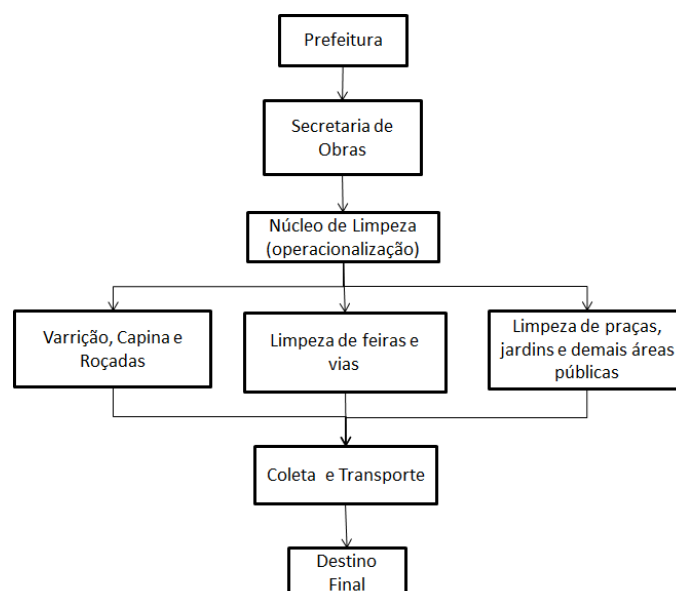 Prefeitura
Secretaria de
Obras
Núcleo de Limpeza
(operacionalização)
Varrição, Capina e
Roçadas
Limpeza de feiras e
vias
Limpeza de praças,
jardins e demais áreas
públicas
Coleta e Transporte
Destino
Final